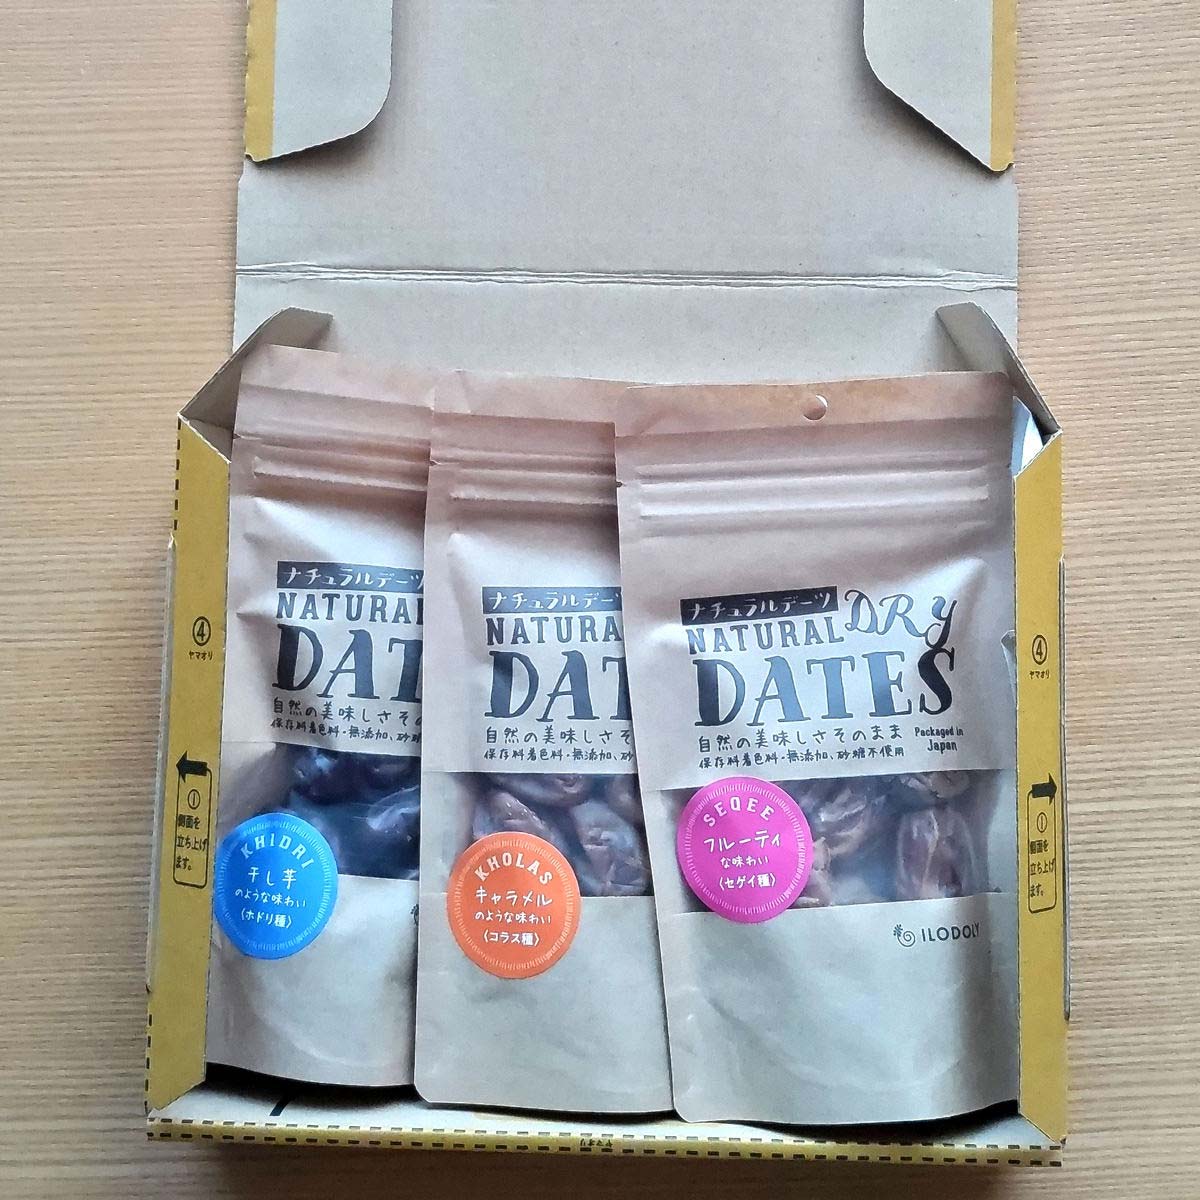 ナチュラルデーツ
NATURAL
DAT
自然の美味しさその
保存料着色料・無添加、砂糖
KHIDRI
干し芋
のような味わい
〈ホドリ種〉
ナチュラルデーツ
NATURA
DAT
自然の美味しさそ
保存料着色料・無添加、砂
KHOLAS
キャラメル
のような味わい
〈コラス種〉
ナチュラルデーツ
NATURAL DRY
DATES
自然の美味しさそのまま
保存料着色料・無添加、砂糖不使用
Packaged in
Japan
SEQEE
フルーティ
な味わい
〈セゲイ種〉
ILODOLY
④
ヤマオリ
①
側面を
立ち上げ
ます。
④
ヤマオリ
①
側面を
立ち上げ
ます。
ヤマオリ